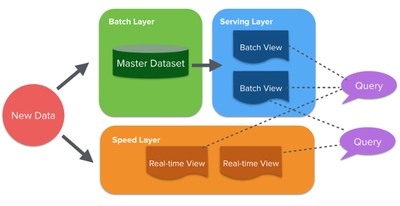 Batch Layer
Serving Layer
Master Dataset
Batch View
Batch View
Query
New Data
Query
Speed Layer
Real-time View
Real-time View